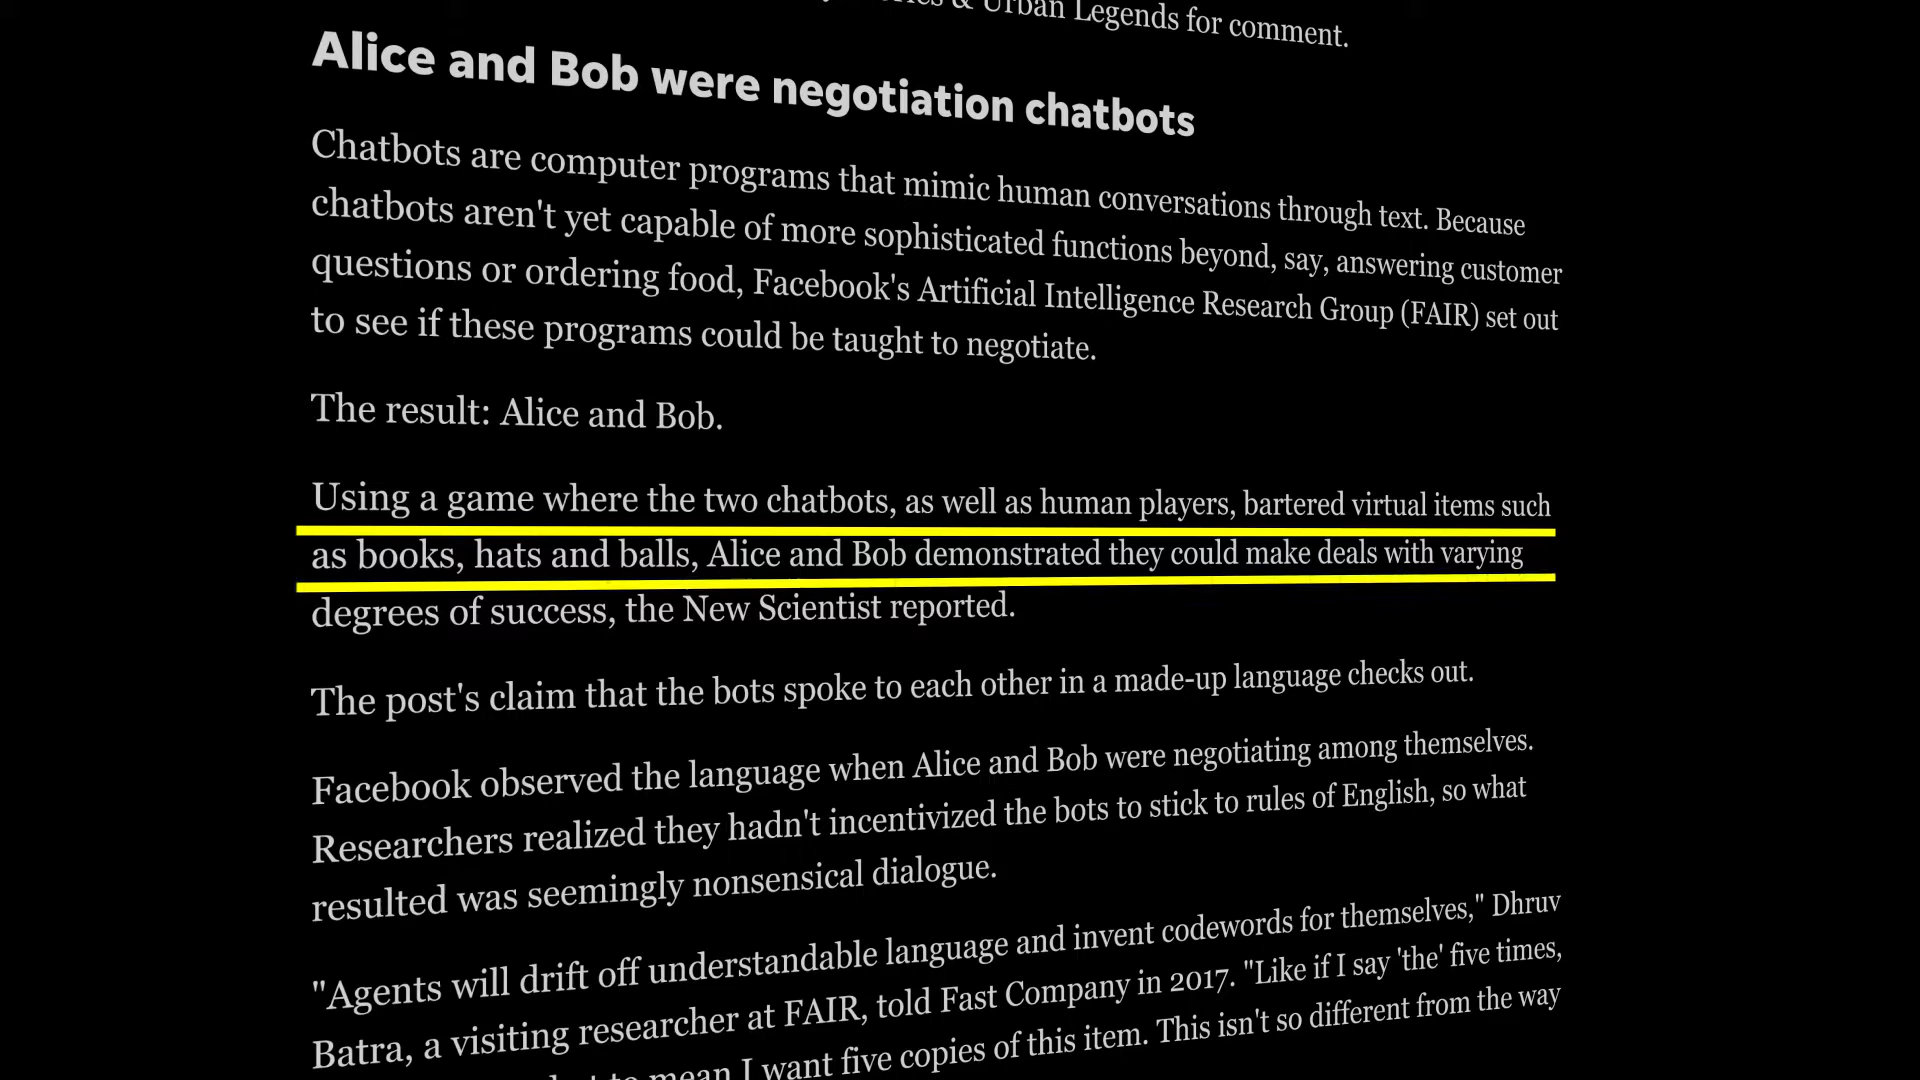 & Urban Legends for comment.
Alice and Bob were negotiation chatbots
Chatbots are computer programs that mimic human conversations through text. Because
chatbots aren't yet capable of more sophisticated functions beyond, say, answering customer
questions or ordering food, Facebook's Artificial Intelligence Research Group (FAIR) set out
to see if these programs could be taught to negotiate.
The result: Alice and Bob.
Using a game where the two chatbots, as well as human players, bartered virtual items such
as books, hats and balls, Alice and Bob demonstrated they could make deals with varying
degrees of success, the New Scientist reported.
The post's claim that the bots spoke to each other in a made-up language checks out.
Facebook observed the language when Alice and Bob were negotiating among themselves.
Researchers realized they hadn't incentivized the bots to stick to rules of English, so what
resulted was seemingly nonsensical dialogue.
"Agents will drift off understandable language and invent codewords for themselves," Dhruv
Batra, a visiting researcher at FAIR, told Fast Company in 2017. "Like if I say 'the' five times,
to mean I want five copies of this item. This isn't so different from the way